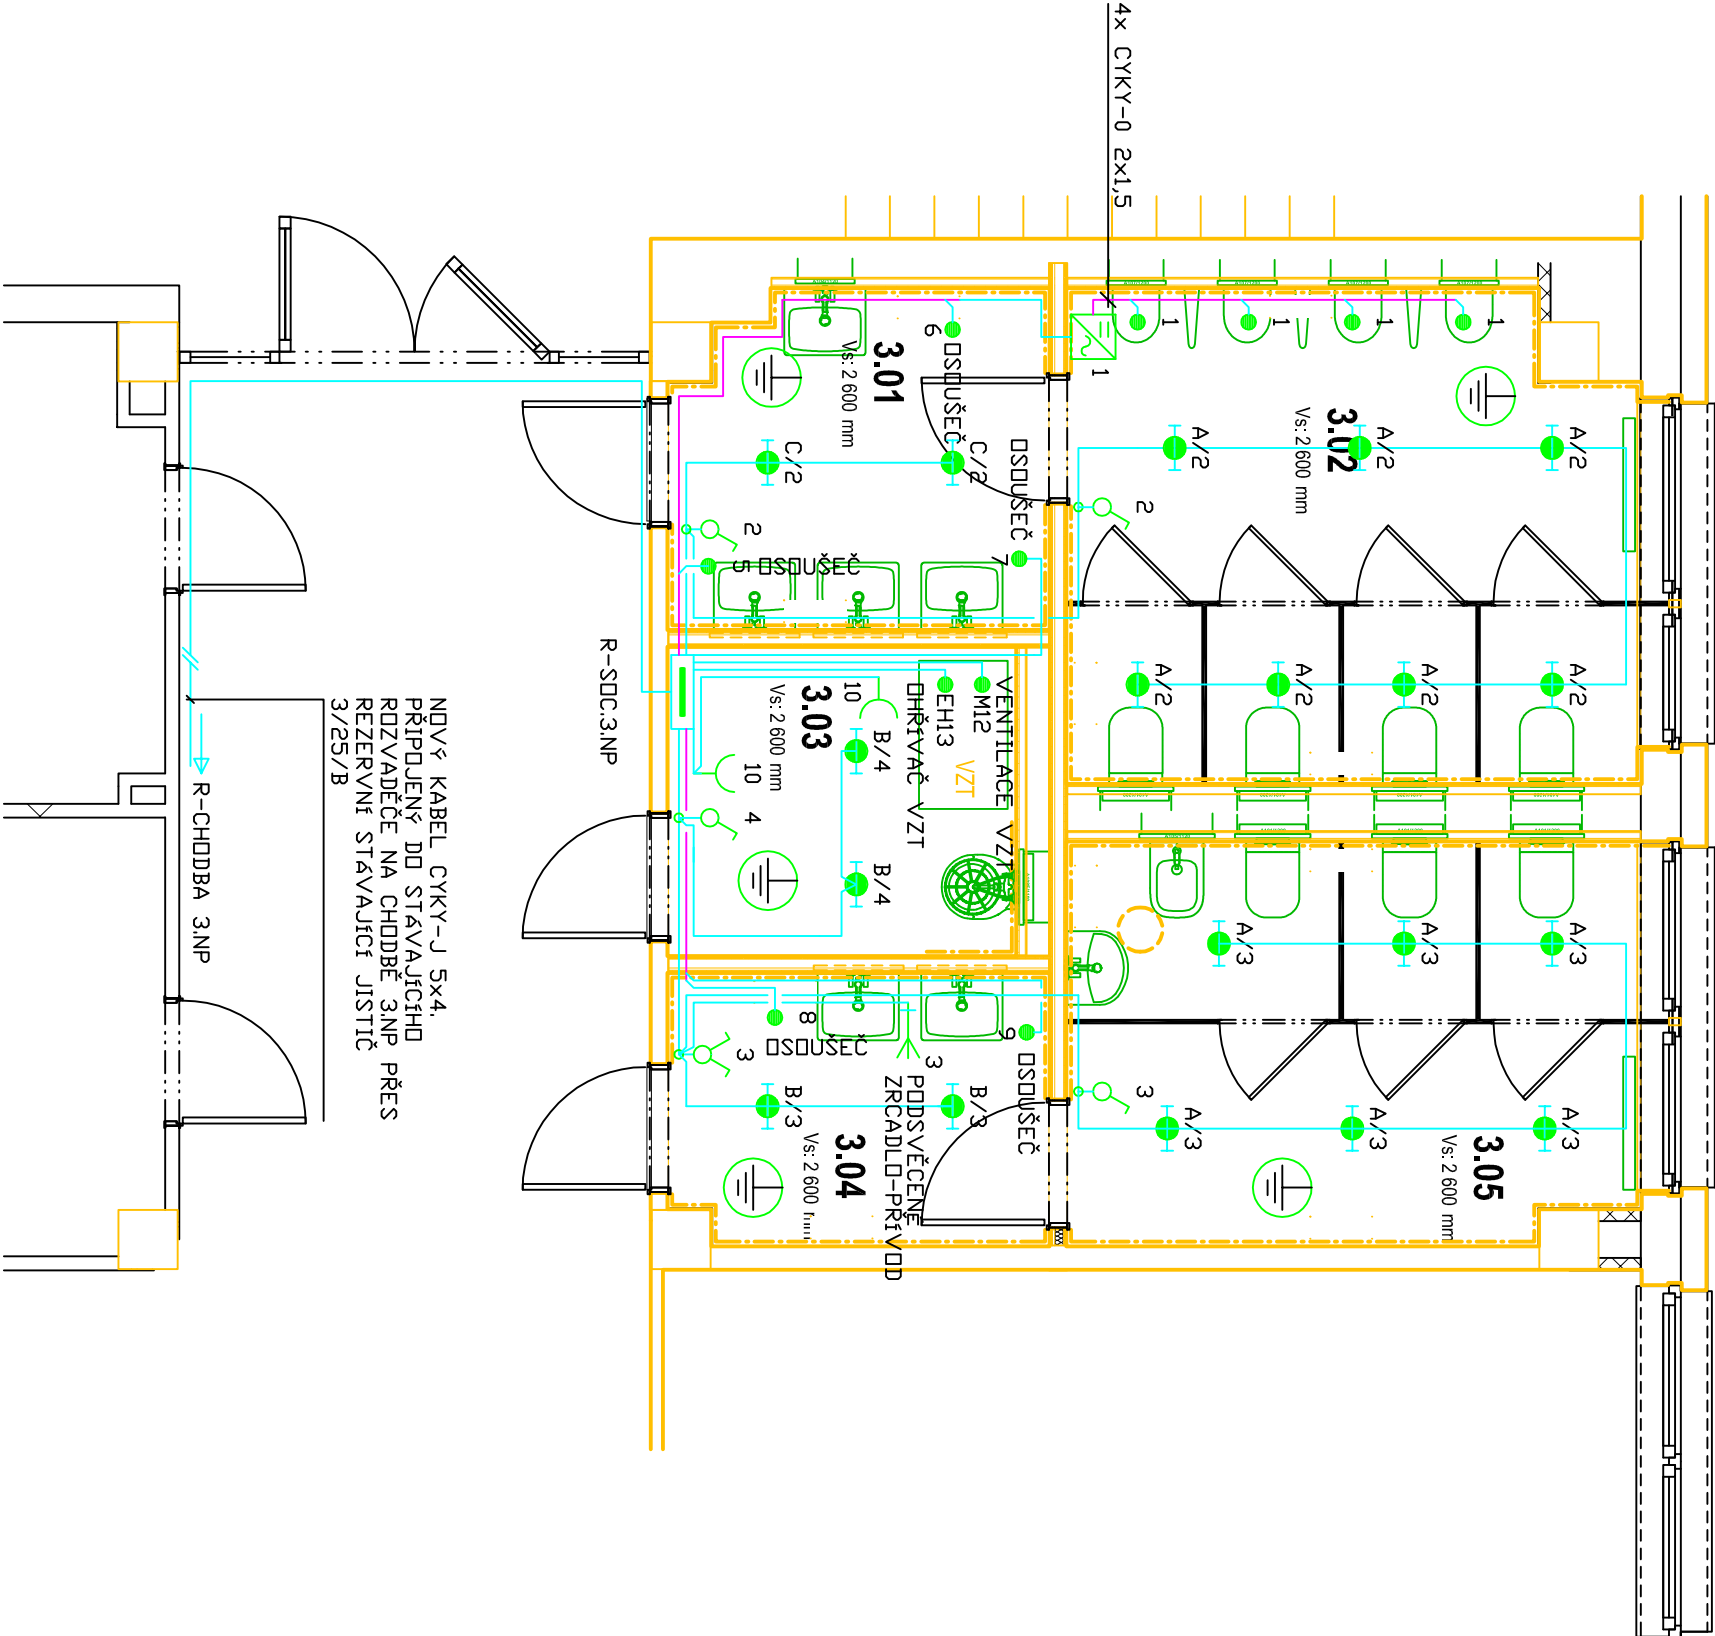 4x CYKY-O 2x1,5
1
1
1
1
1
3.01
Vs: 2 600 mm
6
OSOUŠEČ
C/2
C/2
OSOUŠEČ
7
2
5 OSOUŠEČ
3.02
Vs: 2 600 mm
A/2
A/2
A/2
2
A/2
A/2
A/2
A/2
R-SOC.3.NP
3.03
Vs: 2 600 mm
10
10
4
B/4
B/4
EH13
M12
OHŘÍVAČ VZT
VENTILACE VZT
VZT
NOVÝ KABEL CYKY-J 5x4,
PŘIPOJENÝ DO STÁVAJÍCÍHO
ROZVADĚČE NA CHODBĚ 3.NP PŘES
REZERVNÍ STÁVAJÍCÍ JISTIČ
3/25/B
R-CHODBA 3.NP
A/3
A/3
A/3
8
OSOUŠEČ
3
3
9
OSOUŠEČ
PODSVĚCENÉ
ZRCADLO-PŘÍVOD
B/3
B/3
3.04
Vs: 2 600
3
A/3
A/3
A/3
3.05
Vs: 2 600 mm